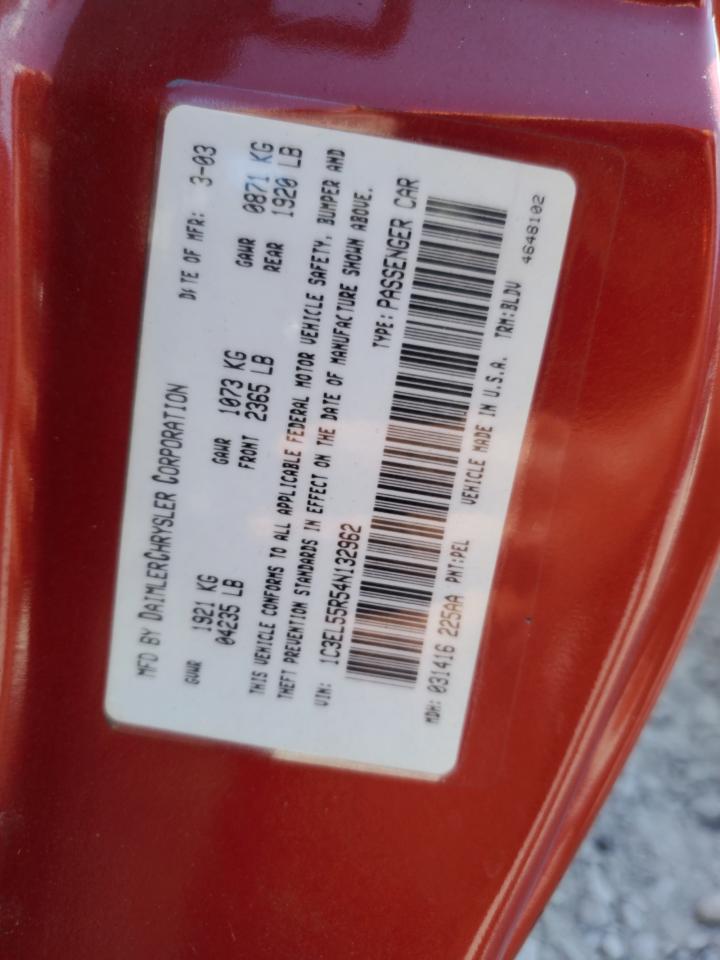 MFD BY DAIMLERCHRYSLER CORPORATION DATE OF MFR: 3-03
GVWR 1921 KG GAWR 1073 KG GAWR 0871 KG
04235 LB FRONT 2365 LB REAR 1920 LB
THIS VEHICLE CONFORMS TO ALL APPLICABLE FEDERAL MOTOR VEHICLE SAFETY, BUMPER AND
THEFT PREVENTION STANDARDS IN EFFECT ON THE DATE OF MANUFACTURE SHOWN ABOVE.
VIN: 1C3EL55R54N132962 TYPE: PASSENGER CAR
MDH: 031416 225AA PNT:PEL VEHICLE MADE IN U.S.A. TRM:BLDV 4648102